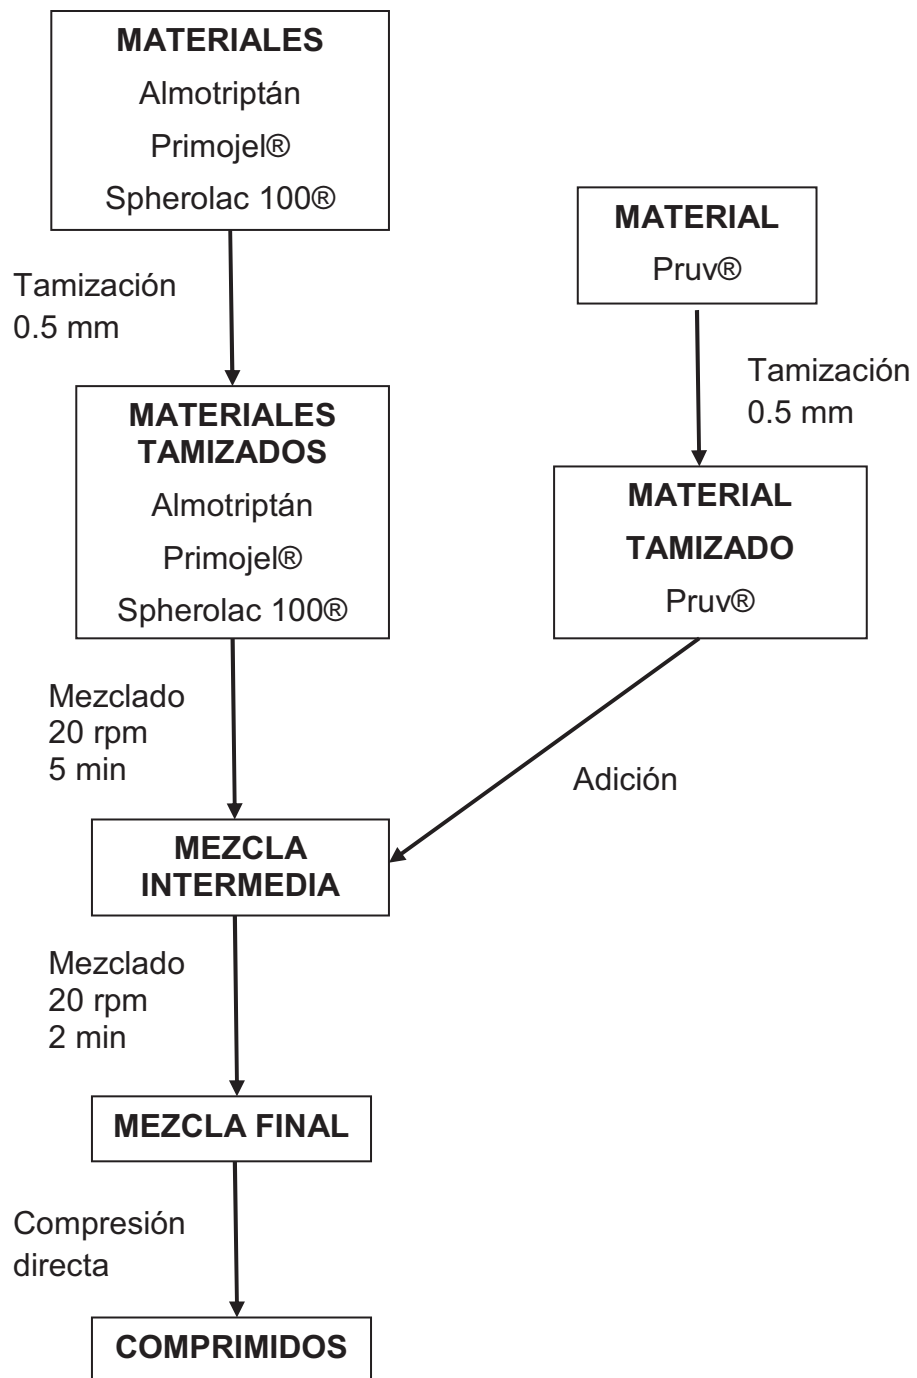 MATERIALES
Almotriptán
Primojel®
Spherolac 100®
MATERIAL
Pruv®
Tamización
0.5 mm
Tamización
0.5 mm
MATERIALES
TAMIZADOS
Almotriptán
Primojel®
Spherolac 100®
MATERIAL
TAMIZADO
Pruv®
Mezclado
20 rpm
5 min
Adición
MEZCLA
INTERMEDIA
Mezclado
20 rpm
2 min
MEZCLA FINAL
Compresión
directa
COMPRIMIDOS